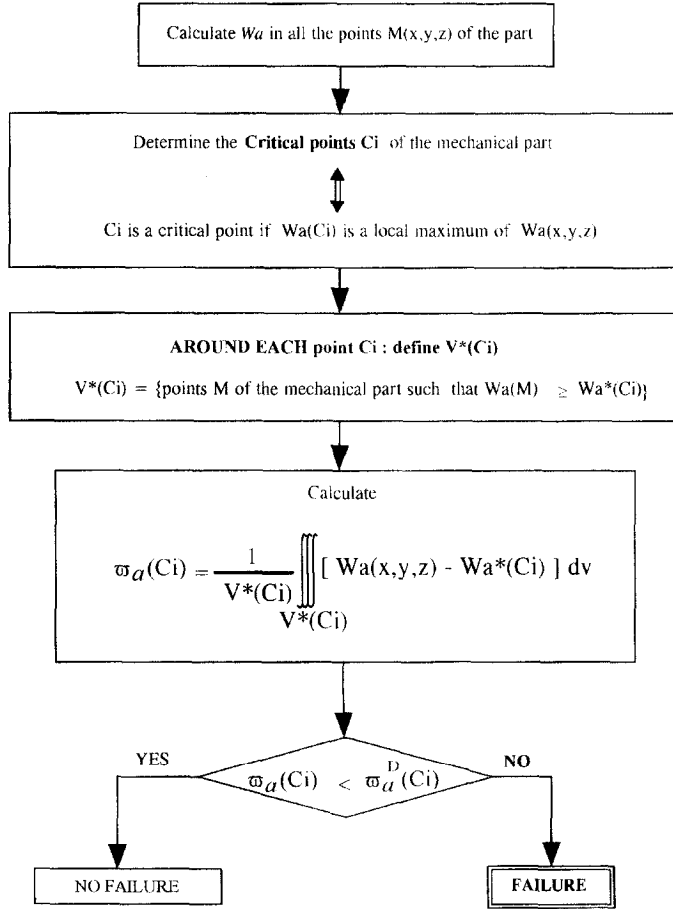 Calculate Wa in all the points M(x,y,z) of the part
Determine the Critical points Ci of the mechanical part
Ci is a critical point if Wa(Ci) is a local maximum of Wa(x,y,z)
AROUND EACH point Ci : define V*(Ci)
V*(Ci) = {points M of the mechanical part such that Wa(M) ≥ Wa*(Ci)}
Calculate
ϖa(Ci) = 1/V*(Ci) ∭V*(Ci) [ Wa(x,y,z) - Wa*(Ci) ] dv
YES
NO
ϖa(Ci) < ϖa^D(Ci)
NO FAILURE
FAILURE